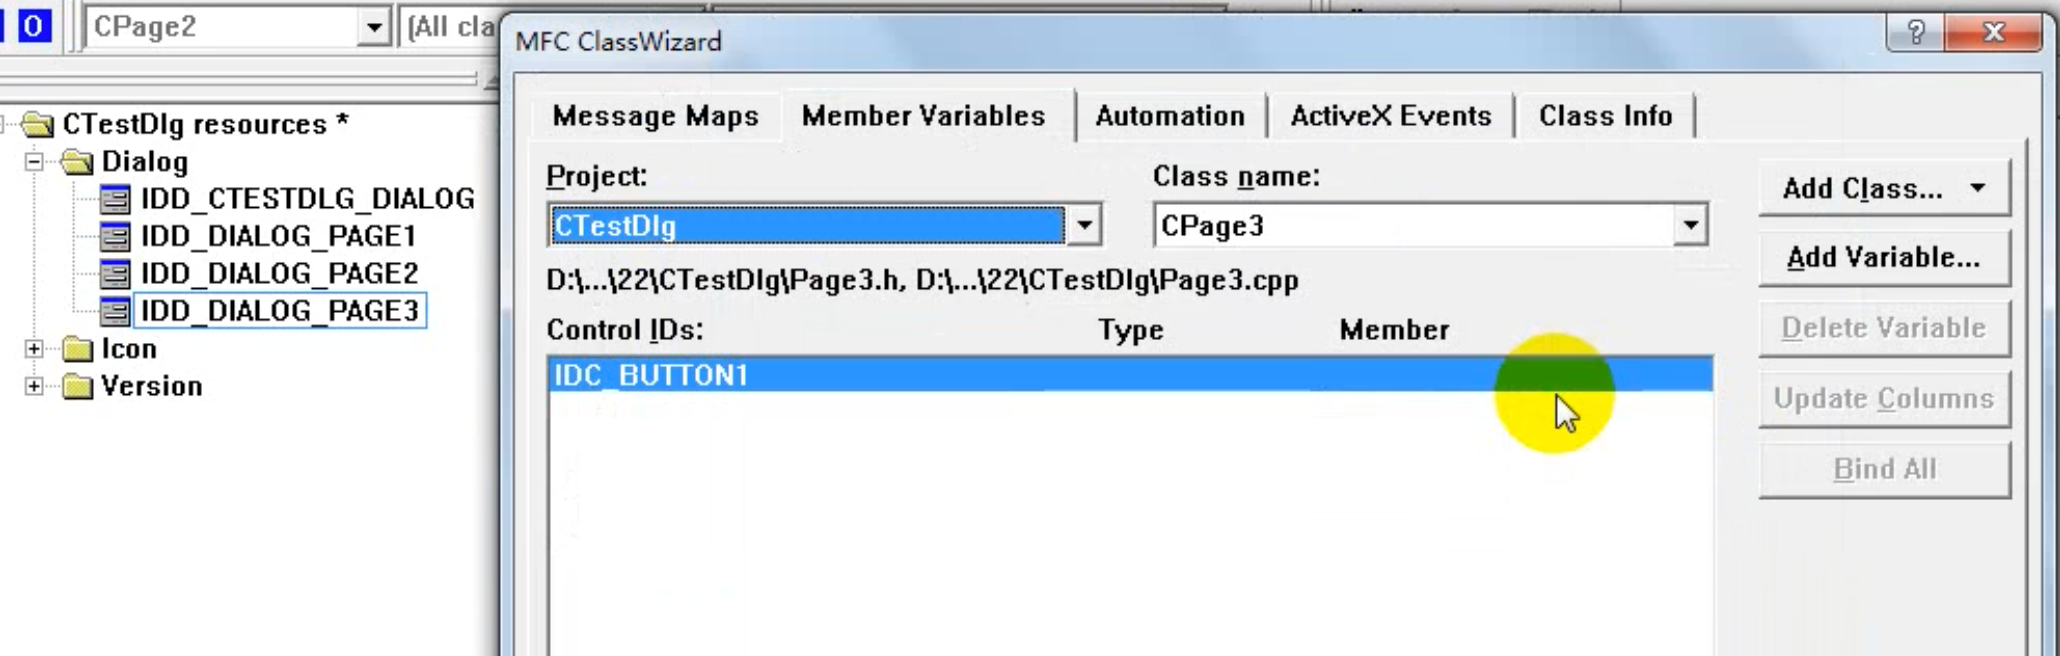 O
CPage2
(All cla
MFC ClassWizard
CTestDlg resources *
Dialog
IDD_CTESTDLG_DIALOG
IDD_DIALOG_PAGE1
IDD_DIALOG_PAGE2
IDD_DIALOG_PAGE3
Icon
Version
Message Maps
Member Variables
Automation
ActiveX Events
Class Info
Project:
Class name:
CTestDlg
CPage3
D:\...\22\CTestDlg\Page3.h, D:\...\22\CTestDlg\Page3.cpp
Control IDs:
Type
Member
IDC_BUTTON1
Add Class...
Add Variable...
Delete Variable
Update Columns
Bind All